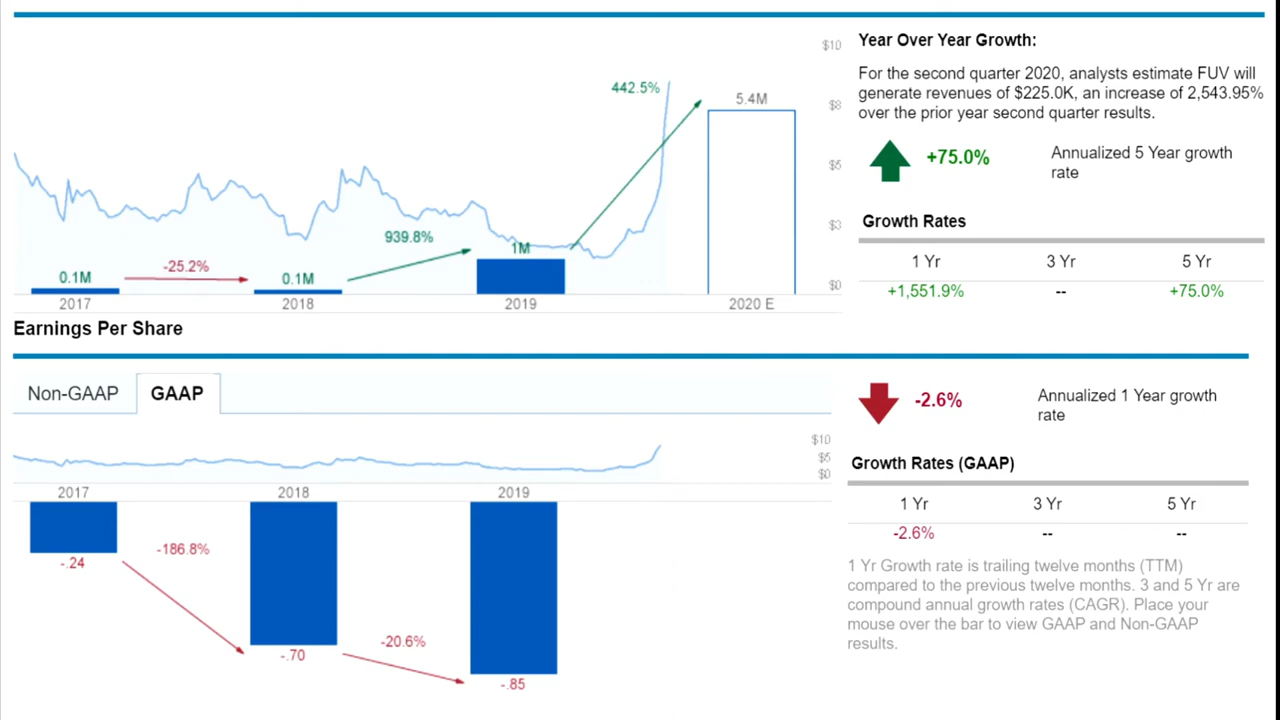 $10
442.5%
5.4M
$8
$5
939.8%
$3
1M
0.1M
-25.2%
0.1M
$0
2017
2018
2019
2020 E
Year Over Year Growth:
For the second quarter 2020, analysts estimate FUV will
generate revenues of $225.0K, an increase of 2,543.95%
over the prior year second quarter results.
+75.0%
Annualized 5 Year growth
rate
Growth Rates
1 Yr
3 Yr
5 Yr
+1,551.9%
--
+75.0%
Earnings Per Share
Non-GAAP
GAAP
$10
$5
$0
2017
2018
2019
-.24
-186.8%
-.70
-20.6%
-.85
-2.6%
Annualized 1 Year growth
rate
Growth Rates (GAAP)
1 Yr
3 Yr
5 Yr
-2.6%
--
--
1 Yr Growth rate is trailing twelve months (TTM)
compared to the previous twelve months. 3 and 5 Yr are
compound annual growth rates (CAGR). Place your
mouse over the bar to view GAAP and Non-GAAP
results.